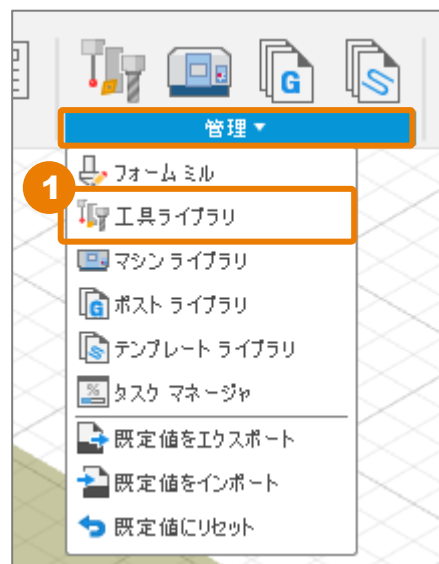 G
S
管理▼
1
フォーム ミル
工具ライブラリ
マシン ライブラリ
G ポスト ライブラリ
S テンプレート ライブラリ
% タスク マネージャ
既定値をエクスポート
既定値をインポート
既定値にリセット